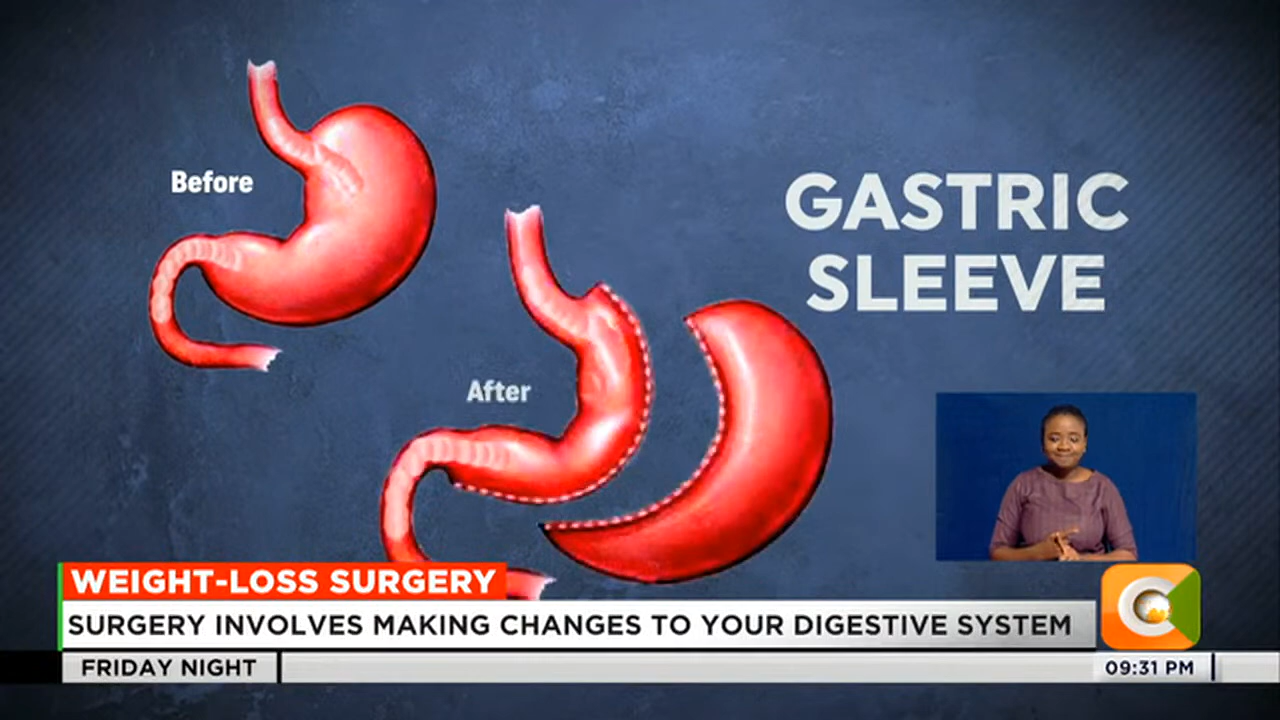 Before
GASTRIC
SLEEVE
After
WEIGHT-LOSS SURGERY
SURGERY INVOLVES MAKING CHANGES TO YOUR DIGESTIVE SYSTEM
FRIDAY NIGHT
09:31 PM